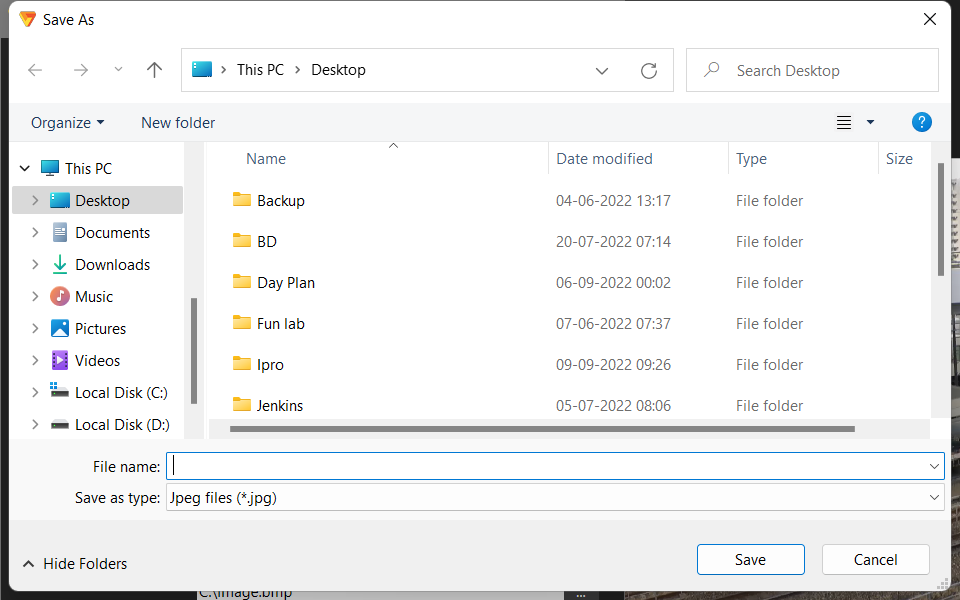 Save As
This PC > Desktop
Search Desktop
Organize
New folder
?
Name
Date modified
Type
Size
This PC
Desktop
Documents
Downloads
Music
Pictures
Videos
Local Disk (C:)
Local Disk (D:)
Backup 04-06-2022 13:17 File folder
BD 20-07-2022 07:14 File folder
Day Plan 06-09-2022 00:02 File folder
Fun lab 07-06-2022 07:37 File folder
Ipro 09-09-2022 09:26 File folder
Jenkins 05-07-2022 08:06 File folder
File name:
Save as type: Jpeg files (*.jpg)
Hide Folders
Save
Cancel
C:\image.bmp
...